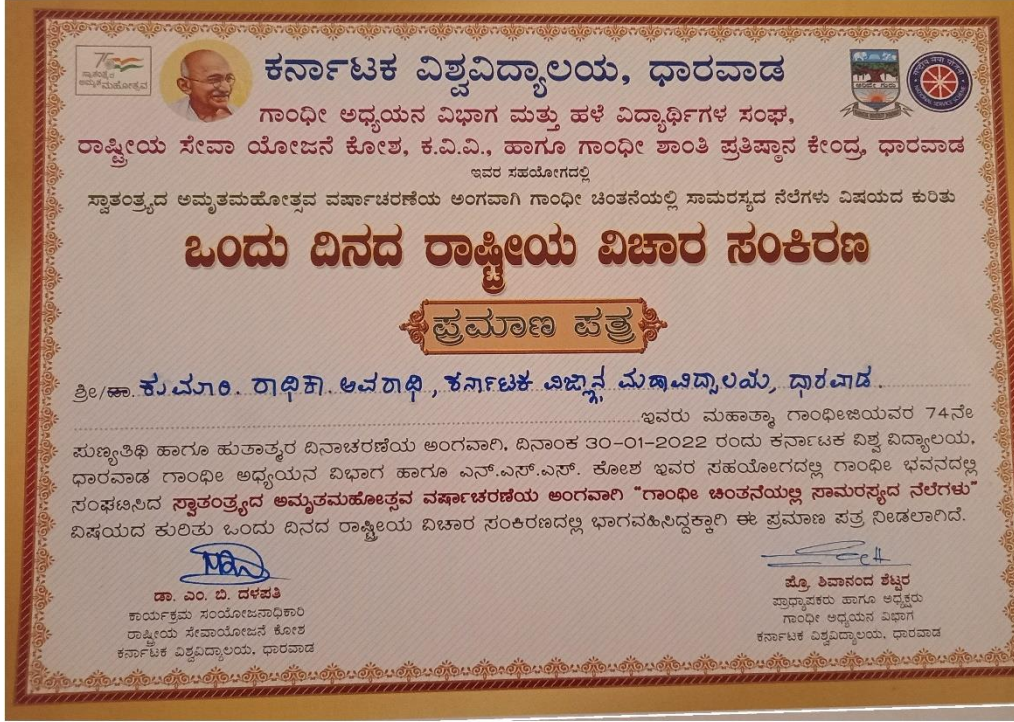 ಸ್ವಾತಂತ್ರ್ಯದ
ಅಮೃತ ಮಹೋತ್ಸವ
ಕರ್ನಾಟಕ ವಿಶ್ವವಿದ್ಯಾಲಯ, ಧಾರವಾಡ
ಗಾಂಧೀ ಅಧ್ಯಯನ ವಿಭಾಗ ಮತ್ತು ಹಳೆ ವಿದ್ಯಾರ್ಥಿಗಳ ಸಂಘ,
ರಾಷ್ಟ್ರೀಯ ಸೇವಾ ಯೋಜನೆ ಕೋಶ, ಕ.ವಿ.ವಿ., ಹಾಗೂ ಗಾಂಧೀ ಶಾಂತಿ ಪ್ರತಿಷ್ಠಾನ ಕೇಂದ್ರ, ಧಾರವಾಡ
ಇವರ ಸಹಯೋಗದಲ್ಲಿ
ಸ್ವಾತಂತ್ರ್ಯದ ಅಮೃತಮಹೋತ್ಸವ ವರ್ಷಾಚರಣೆಯ ಅಂಗವಾಗಿ ಗಾಂಧೀ ಚಿಂತನೆಯಲ್ಲಿ ಸಾಮರಸ್ಯದ ನೆಲೆಗಳು ವಿಷಯದ ಕುರಿತು
ಒಂದು ದಿನದ ರಾಷ್ಟ್ರೀಯ ವಿಚಾರ ಸಂಕಿರಣ
ಪ್ರಮಾಣ ಪತ್ರ
ಶ್ರೀ/ಡಾ. ಕುಮಾರಿ. ರಾಧಿಕಾ. ಅವರಾಧಿ, ಕರ್ನಾಟಕ ವಿಜ್ಞಾನ ಮಹಾವಿದ್ಯಾಲಯ, ಧಾರವಾಡ.
ಇವರು ಮಹಾತ್ಮಾ ಗಾಂಧೀಜಿಯವರ 74ನೇ
ಪುಣ್ಯತಿಥಿ ಹಾಗೂ ಹುತಾತ್ಮರ ದಿನಾಚರಣೆಯ ಅಂಗವಾಗಿ, ದಿನಾಂಕ 30-01-2022 ರಂದು ಕರ್ನಾಟಕ ವಿಶ್ವ ವಿದ್ಯಾಲಯ,
ಧಾರವಾಡ ಗಾಂಧೀ ಅಧ್ಯಯನ ವಿಭಾಗ ಹಾಗೂ ಎನ್.ಎಸ್.ಎಸ್. ಕೋಶ ಇವರ ಸಹಯೋಗದಲ್ಲಿ ಗಾಂಧೀ ಭವನದಲ್ಲಿ
ಸಂಘಟಿಸಿದ ಸ್ವಾತಂತ್ರ್ಯದ ಅಮೃತಮಹೋತ್ಸವ ವರ್ಷಾಚರಣೆಯ ಅಂಗವಾಗಿ "ಗಾಂಧೀ ಚಿಂತನೆಯಲ್ಲಿ ಸಾಮರಸ್ಯದ ನೆಲೆಗಳು"
ವಿಷಯದ ಕುರಿತು ಒಂದು ದಿನದ ರಾಷ್ಟ್ರೀಯ ವಿಚಾರ ಸಂಕಿರಣದಲ್ಲಿ ಭಾಗವಹಿಸಿದ್ದಕ್ಕಾಗಿ ಈ ಪ್ರಮಾಣ ಪತ್ರ ನೀಡಲಾಗಿದೆ.
ಡಾ. ಎಂ. ಬಿ. ದಳಪತಿ
ಕಾರ್ಯಕ್ರಮ ಸಂಯೋಜನಾಧಿಕಾರಿ
ರಾಷ್ಟ್ರೀಯ ಸೇವಾಯೋಜನೆ ಕೋಶ
ಕರ್ನಾಟಕ ವಿಶ್ವವಿದ್ಯಾಲಯ, ಧಾರವಾಡ
ಪ್ರೊ. ಶಿವಾನಂದ ಶೆಟ್ಟರ
ಪ್ರಾಧ್ಯಾಪಕರು ಹಾಗೂ ಅಧ್ಯಕ್ಷರು
ಗಾಂಧೀ ಅಧ್ಯಯನ ವಿಭಾಗ
ಕರ್ನಾಟಕ ವಿಶ್ವವಿದ್ಯಾಲಯ, ಧಾರವಾಡ